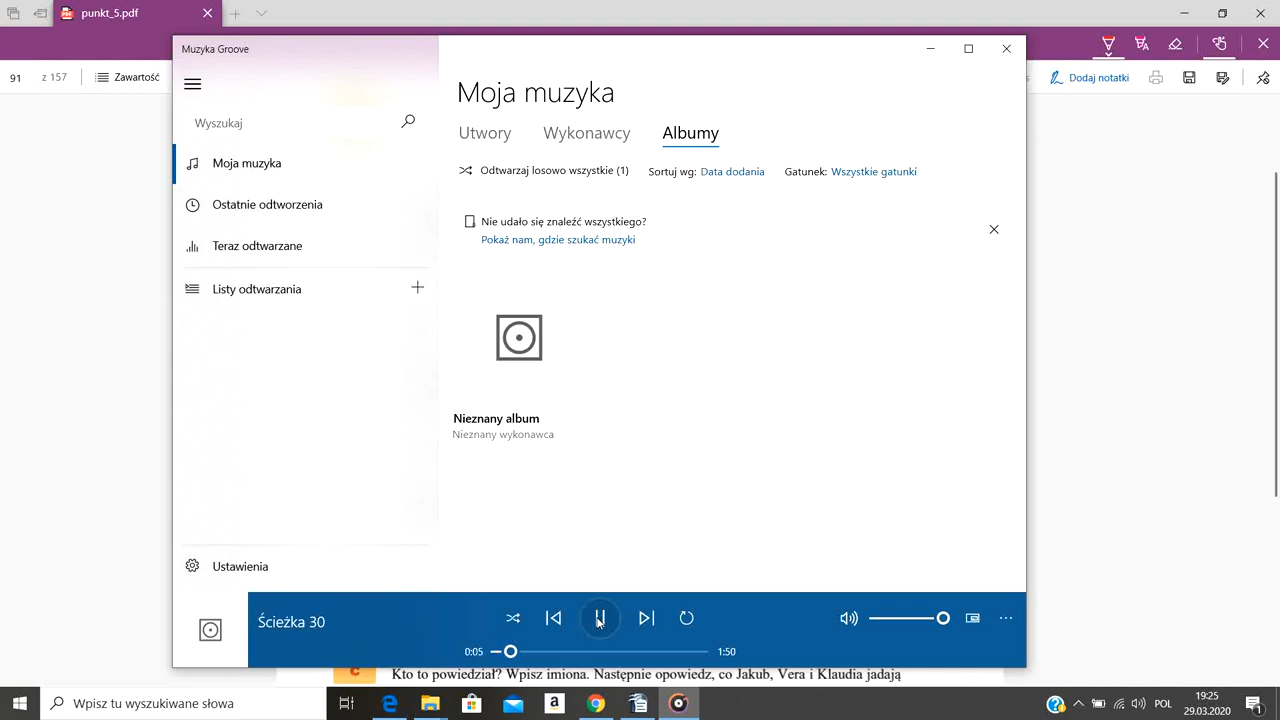 punkt_5.pdf
91
z 157
Zawartość
Dodaj notatki
Muzyka Groove
Wyszukaj
Moja muzyka
Ostatnie odtworzenia
Teraz odtwarzane
Listy odtwarzania
Ustawienia
Moja muzyka
Utwory
Wykonawcy
Albumy
Odtwarzaj losowo wszystkie (1)
Sortuj wg: Data dodania
Gatunek: Wszystkie gatunki
Nie udało się znaleźć wszystkiego?
Pokaż nam, gdzie szukać muzyki
Nieznany album
Nieznany wykonawca
Ścieżka 30
0:05
1:50
Kto to powiedział? Wpisz imiona. Następnie opowiedz, co Jakub, Vera i Klaudia jadają
Wpisz tu wyszukiwane słowa
POL
19:25
29.03.2020